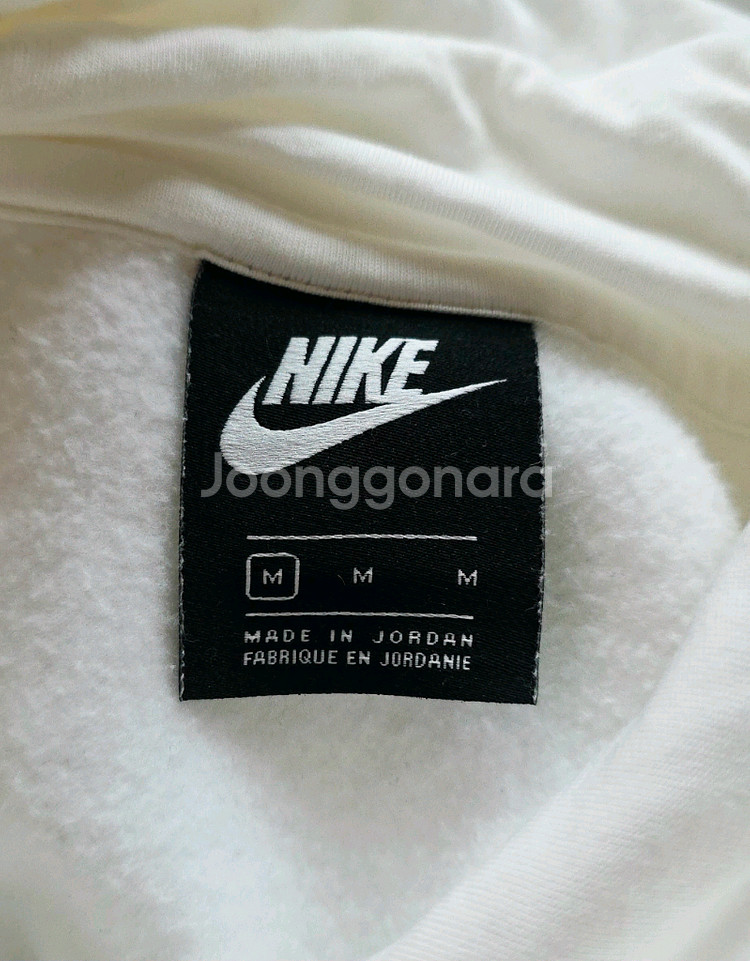 NIKE
Joonggonara
M M M
MADE IN JORDAN
FABRIQUE EN JORDANIE